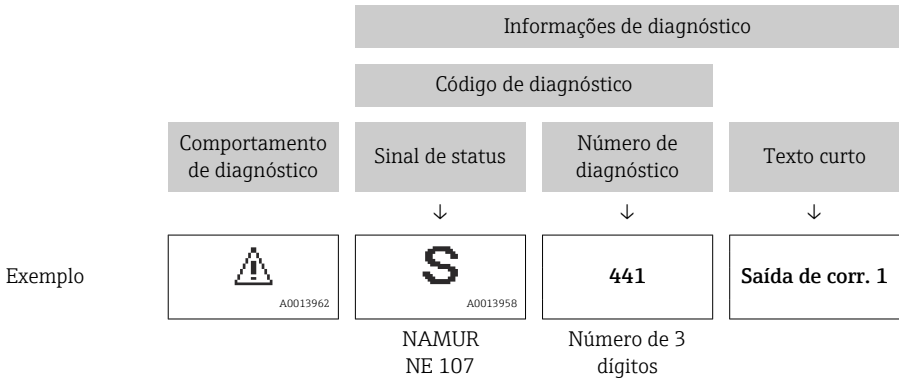 Informações de diagnóstico
Código de diagnóstico
Comportamento
de diagnóstico
Sinal de status
Número de
diagnóstico
Texto curto
↓ ↓ ↓
Exemplo
S
441
Saída de corr. 1
A0013962
A0013958
NAMUR
NE 107
Número de 3
dígitos